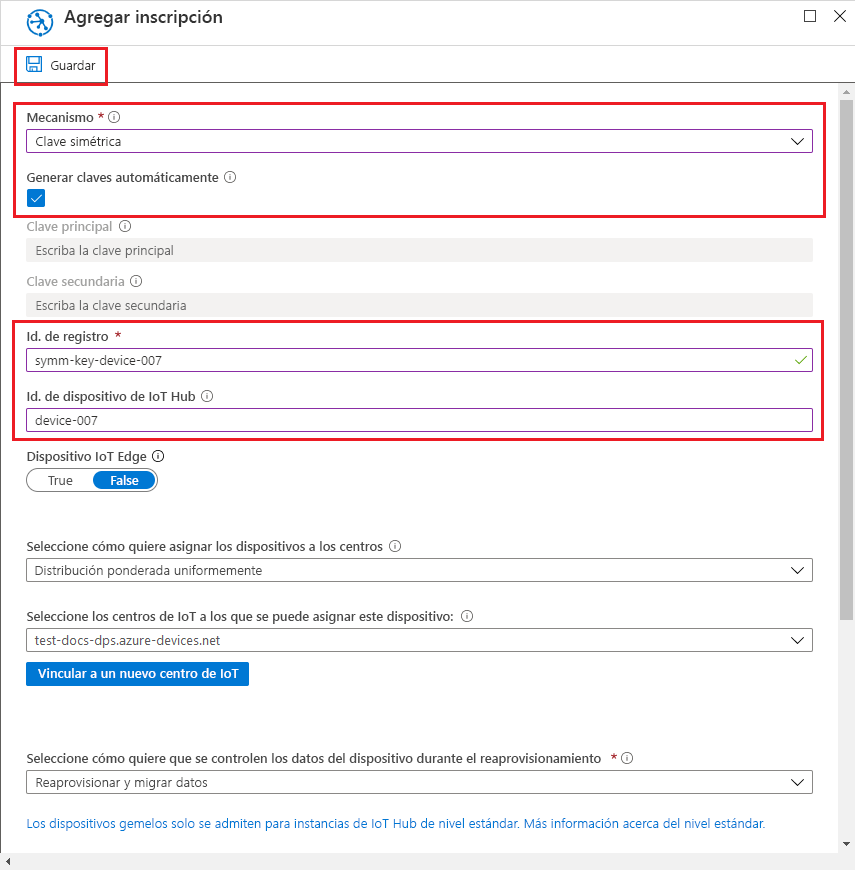 Agregar inscripción
Guardar
Mecanismo *
Clave simétrica
Generar claves automáticamente
Clave principal
Escriba la clave principal
Clave secundaria
Escriba la clave secundaria
Id. de registro *
symm-key-device-007
Id. de dispositivo de IoT Hub
device-007
Dispositivo IoT Edge
True False
Seleccione cómo quiere asignar los dispositivos a los centros
Distribución ponderada uniformemente
Seleccione los centros de IoT a los que se puede asignar este dispositivo:
test-docs-dps.azure-devices.net
Vincular a un nuevo centro de IoT
Seleccione cómo quiere que se controlen los datos del dispositivo durante el reaprovisionamiento *
Reaprovisionar y migrar datos
Los dispositivos gemelos solo se admiten para instancias de IoT Hub de nivel estándar. Más información acerca del nivel estándar.